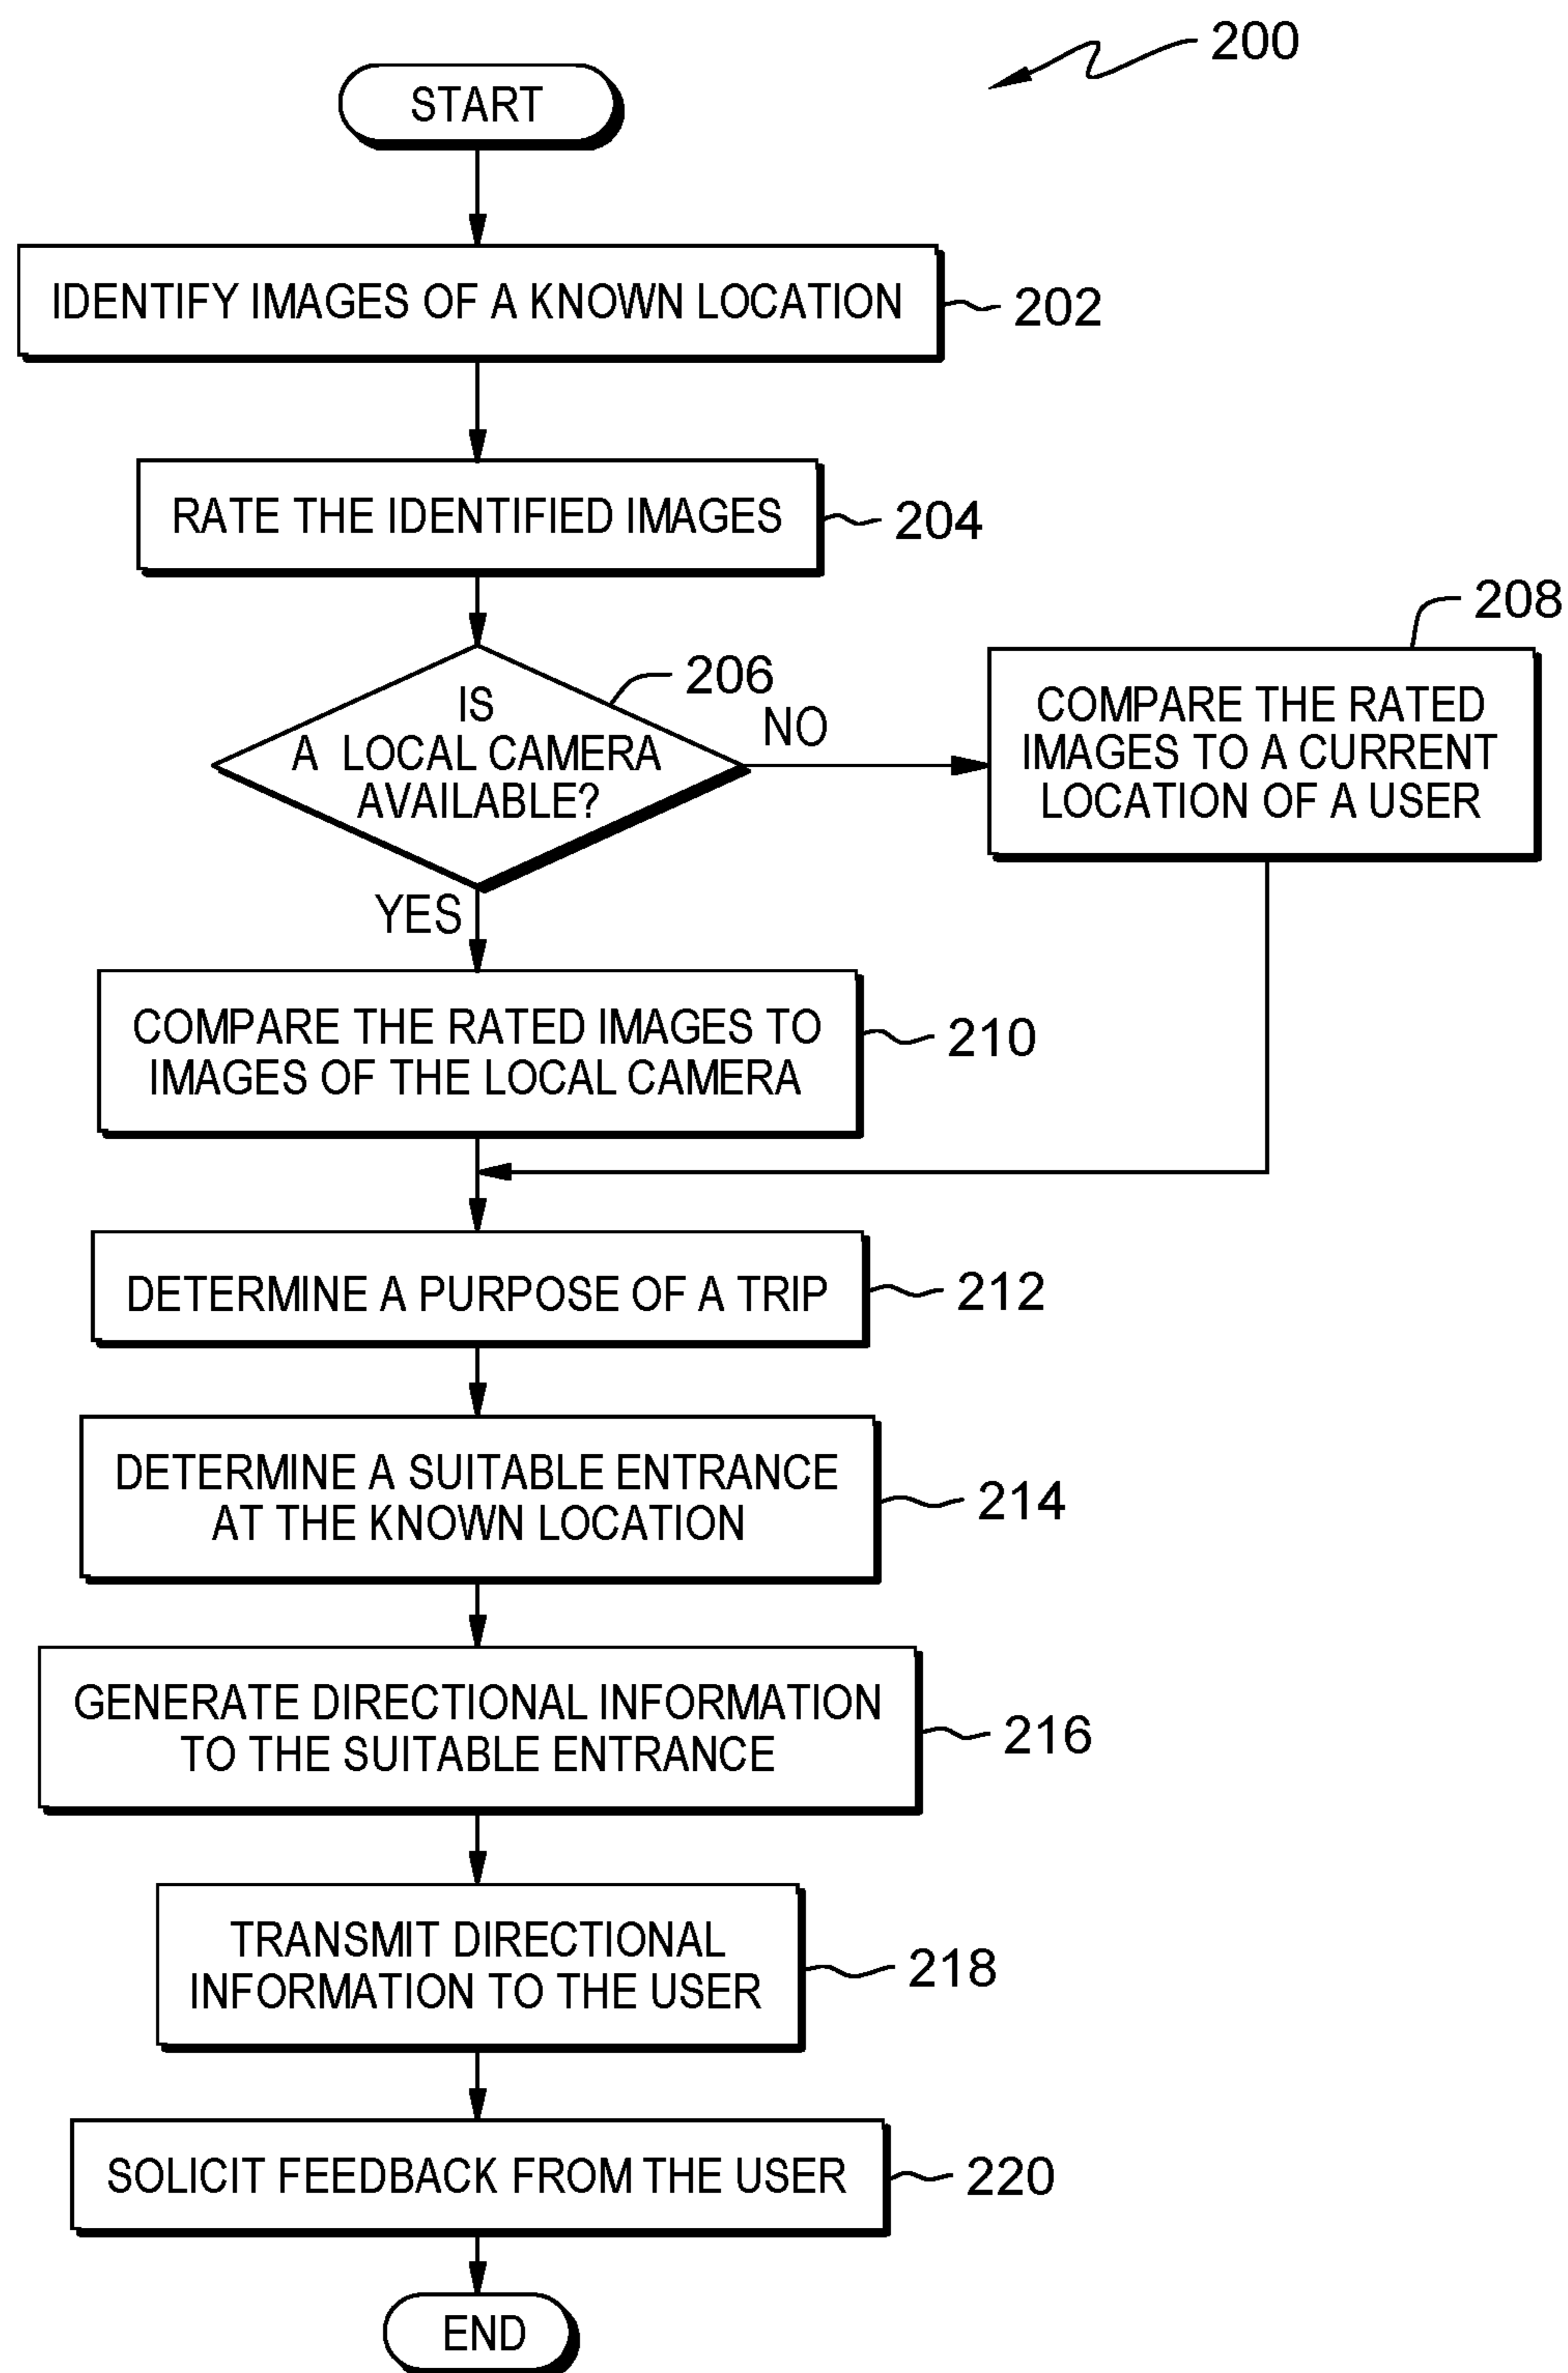 200
START
IDENTIFY IMAGES OF A KNOWN LOCATION
202
RATE THE IDENTIFIED IMAGES
204
IS
A LOCAL CAMERA
AVAILABLE?
206
NO
208
COMPARE THE RATED
IMAGES TO A CURRENT
LOCATION OF A USER
YES
COMPARE THE RATED IMAGES TO
IMAGES OF THE LOCAL CAMERA
210
DETERMINE A PURPOSE OF A TRIP
212
DETERMINE A SUITABLE ENTRANCE
AT THE KNOWN LOCATION
214
GENERATE DIRECTIONAL INFORMATION
TO THE SUITABLE ENTRANCE
216
TRANSMIT DIRECTIONAL
INFORMATION TO THE USER
218
SOLICIT FEEDBACK FROM THE USER
220
END